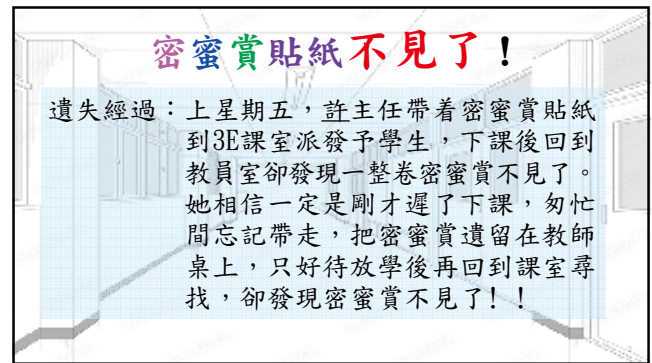 密蜜賞貼紙不見了！
遺失經過：上星期五，許主任帶着密蜜賞貼紙
到3E課室派發予學生，下課後回到
教員室卻發現一整卷密蜜賞不見了。
她相信一定是剛才遲了下課，匆忙
間忘記帶走，把密蜜賞遺留在教師
桌上，只好待放學後再回到課室尋
找，卻發現密蜜賞不見了！！